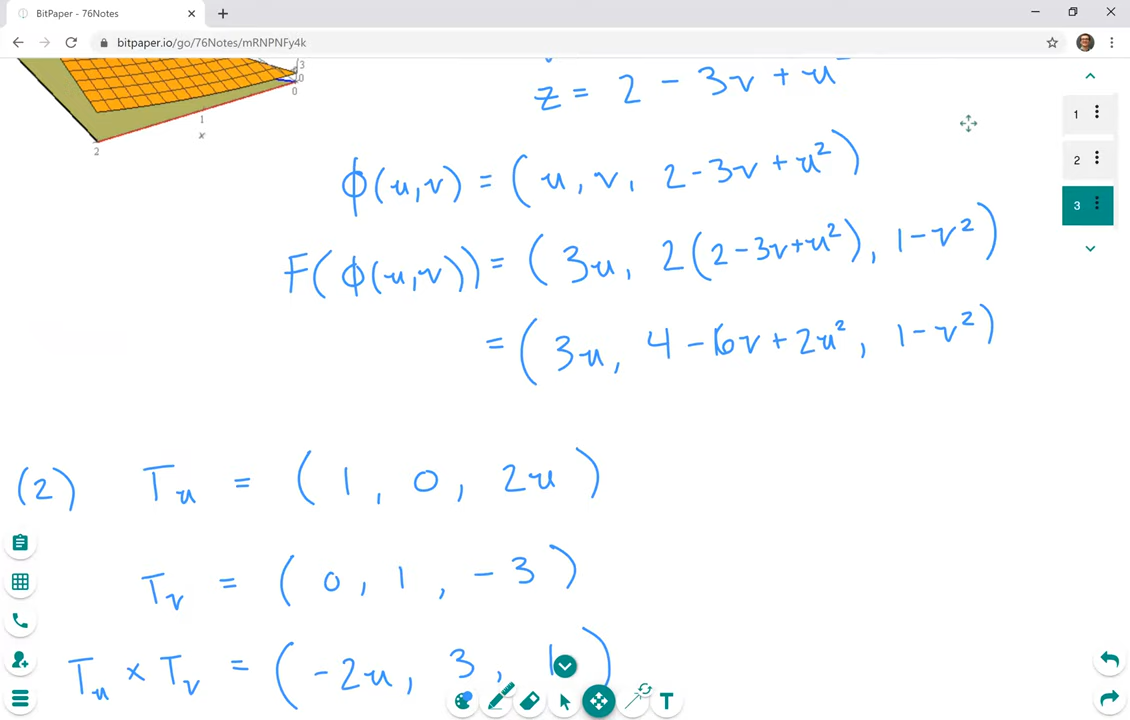 BitPaper - 76Notes
bitpaper.io/go/76Notes/mRNPNFy4k
z = 2 - 3v + u²
ϕ(u,v) = (u, v, 2-3v+u²)
F(ϕ(u,v)) = (3u, 2(2-3v+u²), 1-v²)
= (3u, 4-6v+2u², 1-v²)
(2) Tu = (1, 0, 2u)
Tv = (0, 1, -3)
Tu × Tv = (-2u, 3, 1)
3
0
0
1
x
2
1
2
3
T